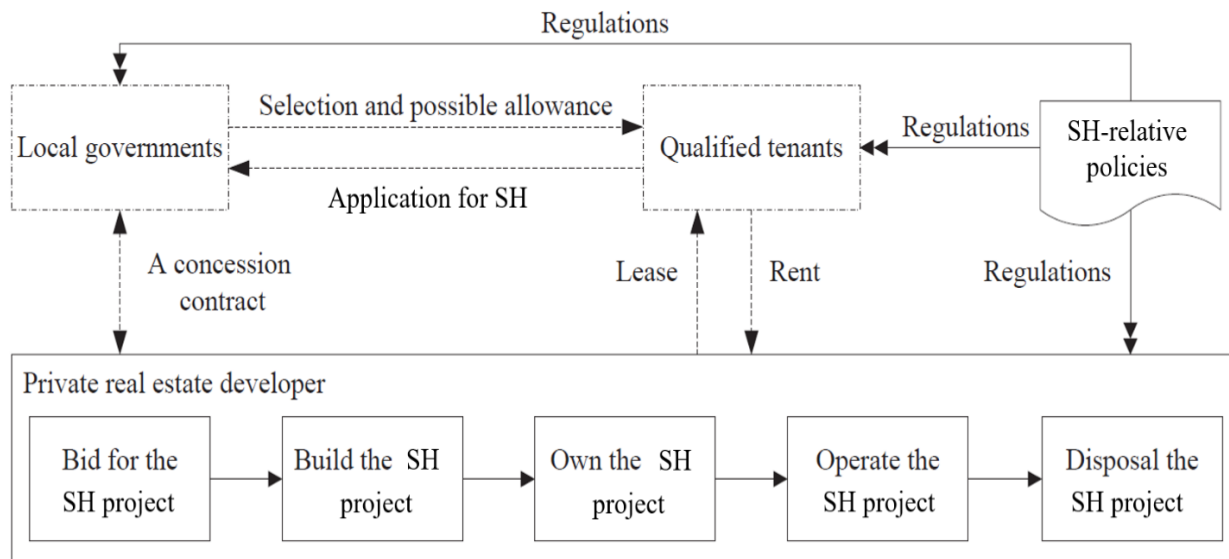 Regulations
Selection and possible allowance
Local governments
Qualified tenants
Regulations
SH-relative
policies
Application for SH
A concession
contract
Lease
Rent
Regulations
Private real estate developer
Bid for the
SH project
Build the SH
project
Own the SH
project
Operate the
SH project
Disposal the
SH project